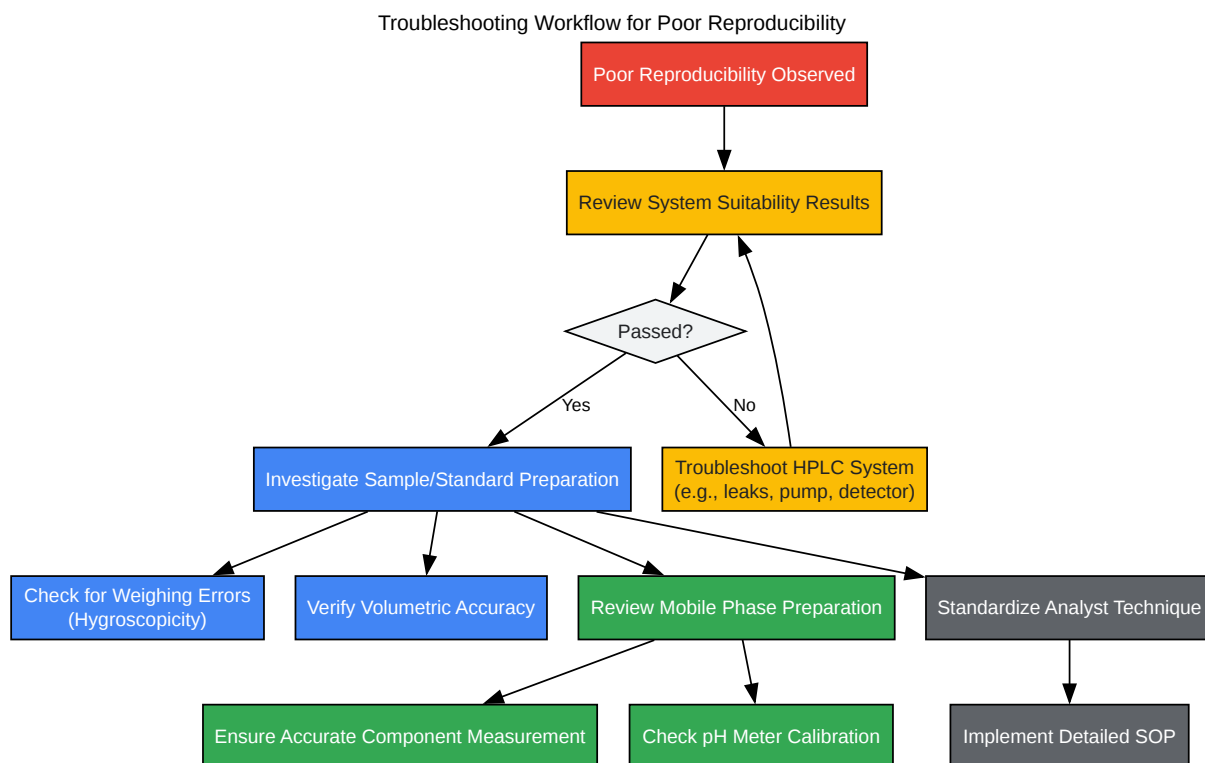 Troubleshooting Workflow for Poor Reproducibility
Poor Reproducibility Observed
Review System Suitability Results
Passed?
Yes
No
Investigate Sample/Standard Preparation
Troubleshoot HPLC System
(e.g., leaks, pump, detector)
Check for Weighing Errors
(Hygroscopicity)
Verify Volumetric Accuracy
Review Mobile Phase Preparation
Standardize Analyst Technique
Ensure Accurate Component Measurement
Check pH Meter Calibration
Implement Detailed SOP